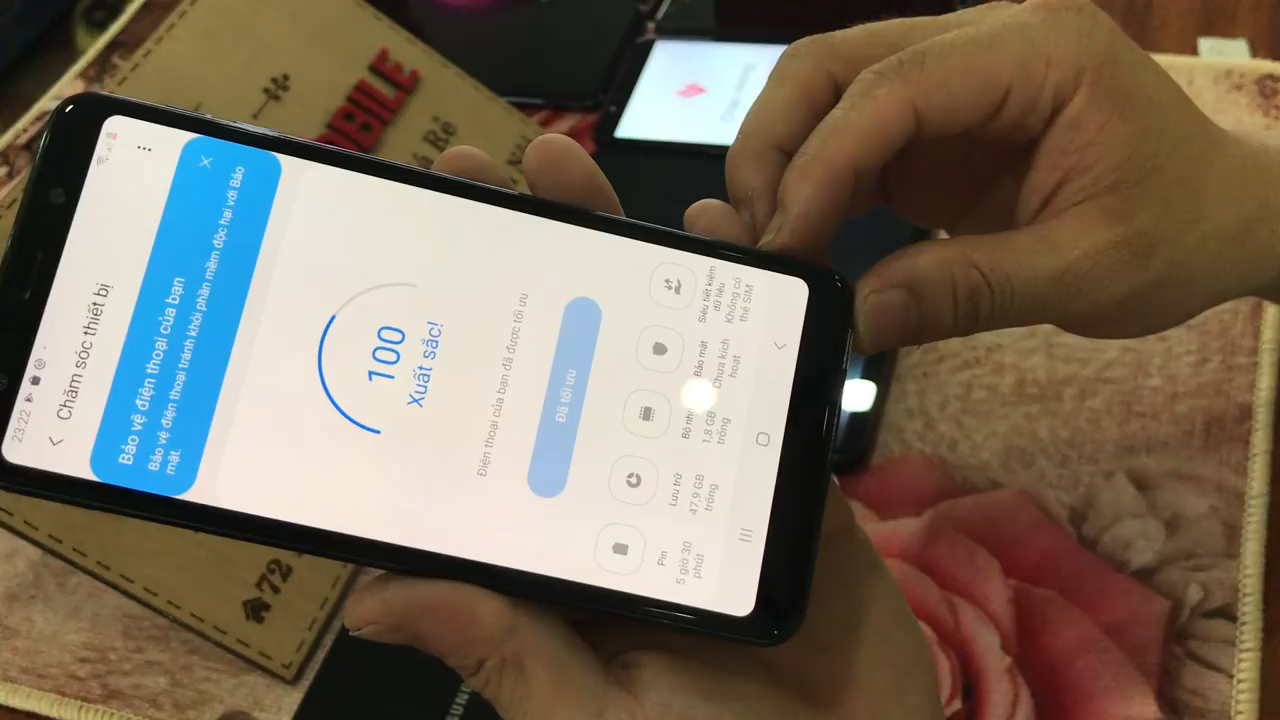 23:22
Chăm sóc thiết bị
Bảo vệ điện thoại của bạn
Bảo vệ điện thoại tránh khỏi phần mềm độc hại với Bảo
mật.
100
Xuất sắc!
Điện thoại của bạn đã được tối ưu
Đã tối ưu
Pin
5 giờ 30
phút
Lưu trữ
47,9 GB
trống
Bộ nh
1,8 GB
trống
Bảo mật
Chưa kích
hoạt
Siêu tiết kiệm
dữ liệu
Không có
thẻ SIM
OBILE
á Rẻ
72